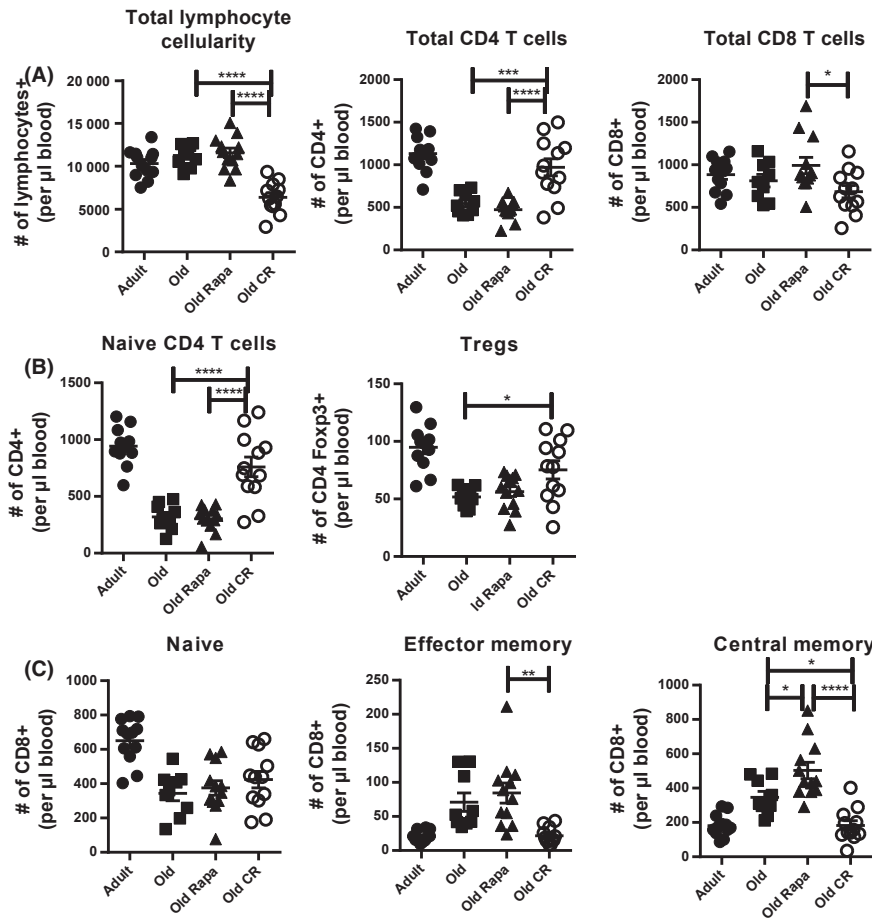 Total lymphocyte
cellularity
Total CD4 T cells
Total CD8 T cells
(A)
****
****
***
****
*
# of lymphocytes+
(per µl blood)
20 000
15 000
10 000
5000
0
# of CD4+
(per µl blood)
2000
1500
1000
500
0
# of CD8+
(per µl blood)
2000
1500
1000
500
0
Adult
Old
Old Rapa
Old CR
Adult
Old
Old Rapa
Old CR
Adult
Old
Old Rapa
Old CR
(B)
Naive CD4 T cells
Tregs
****
****
*
# of CD4+
(per µl blood)
1500
1000
500
0
# of CD4 Foxp3+
(per µl blood)
150
100
50
0
Adult
Old
Old Rapa
Old CR
Adult
Old
ld Rapa
Old CR
(C)
Naive
Effector memory
Central memory
**
*
*
****
# of CD8+
(per µl blood)
1000
800
600
400
200
0
# of CD8+
(per µl blood)
250
200
150
100
50
0
# of CD8+
(per µl blood)
1000
800
600
400
200
0
Adult
Old
Old Rapa
Old CR
Adult
Old
Old Rapa
Old CR
Adult
Old
Old Rapa
Old CR